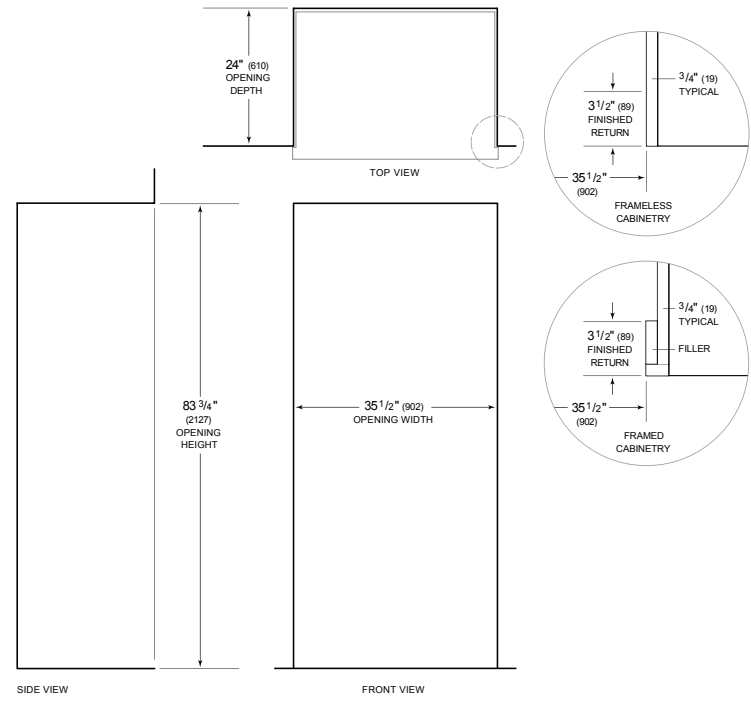 24" (610)
OPENING
DEPTH
TOP VIEW
3/4" (19)
TYPICAL
3 1/2" (89)
FINISHED
RETURN
35 1/2"
(902)
FRAMELESS
CABINETRY
3/4" (19)
TYPICAL
3 1/2" (89)
FINISHED
RETURN
FILLER
35 1/2"
(902)
FRAMED
CABINETRY
83 3/4"
(2127)
OPENING
HEIGHT
35 1/2" (902)
OPENING WIDTH
SIDE VIEW
FRONT VIEW